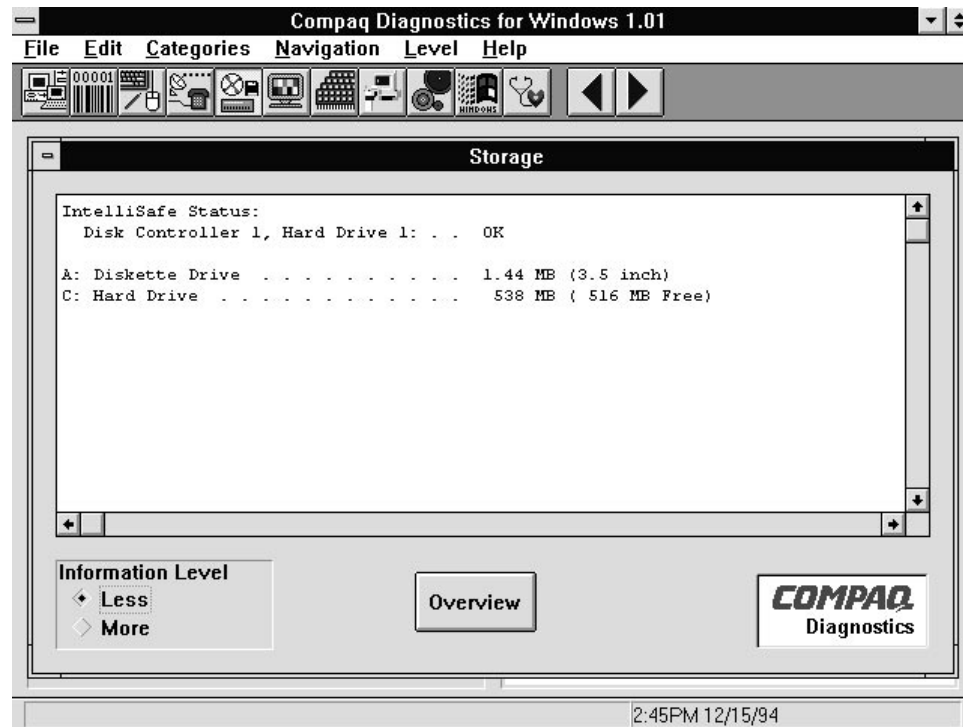 Compaq Diagnostics for Windows 1.01
File Edit Categories Navigation Level Help
00001
WINDOWS
Storage
IntelliSafe Status:
Disk Controller 1, Hard Drive 1: . . OK
A: Diskette Drive . . . . . . . . . . 1.44 MB (3.5 inch)
C: Hard Drive . . . . . . . . . . . . 538 MB ( 516 MB Free)
Information Level
Less
More
Overview
COMPAQ
Diagnostics
2:45PM 12/15/94